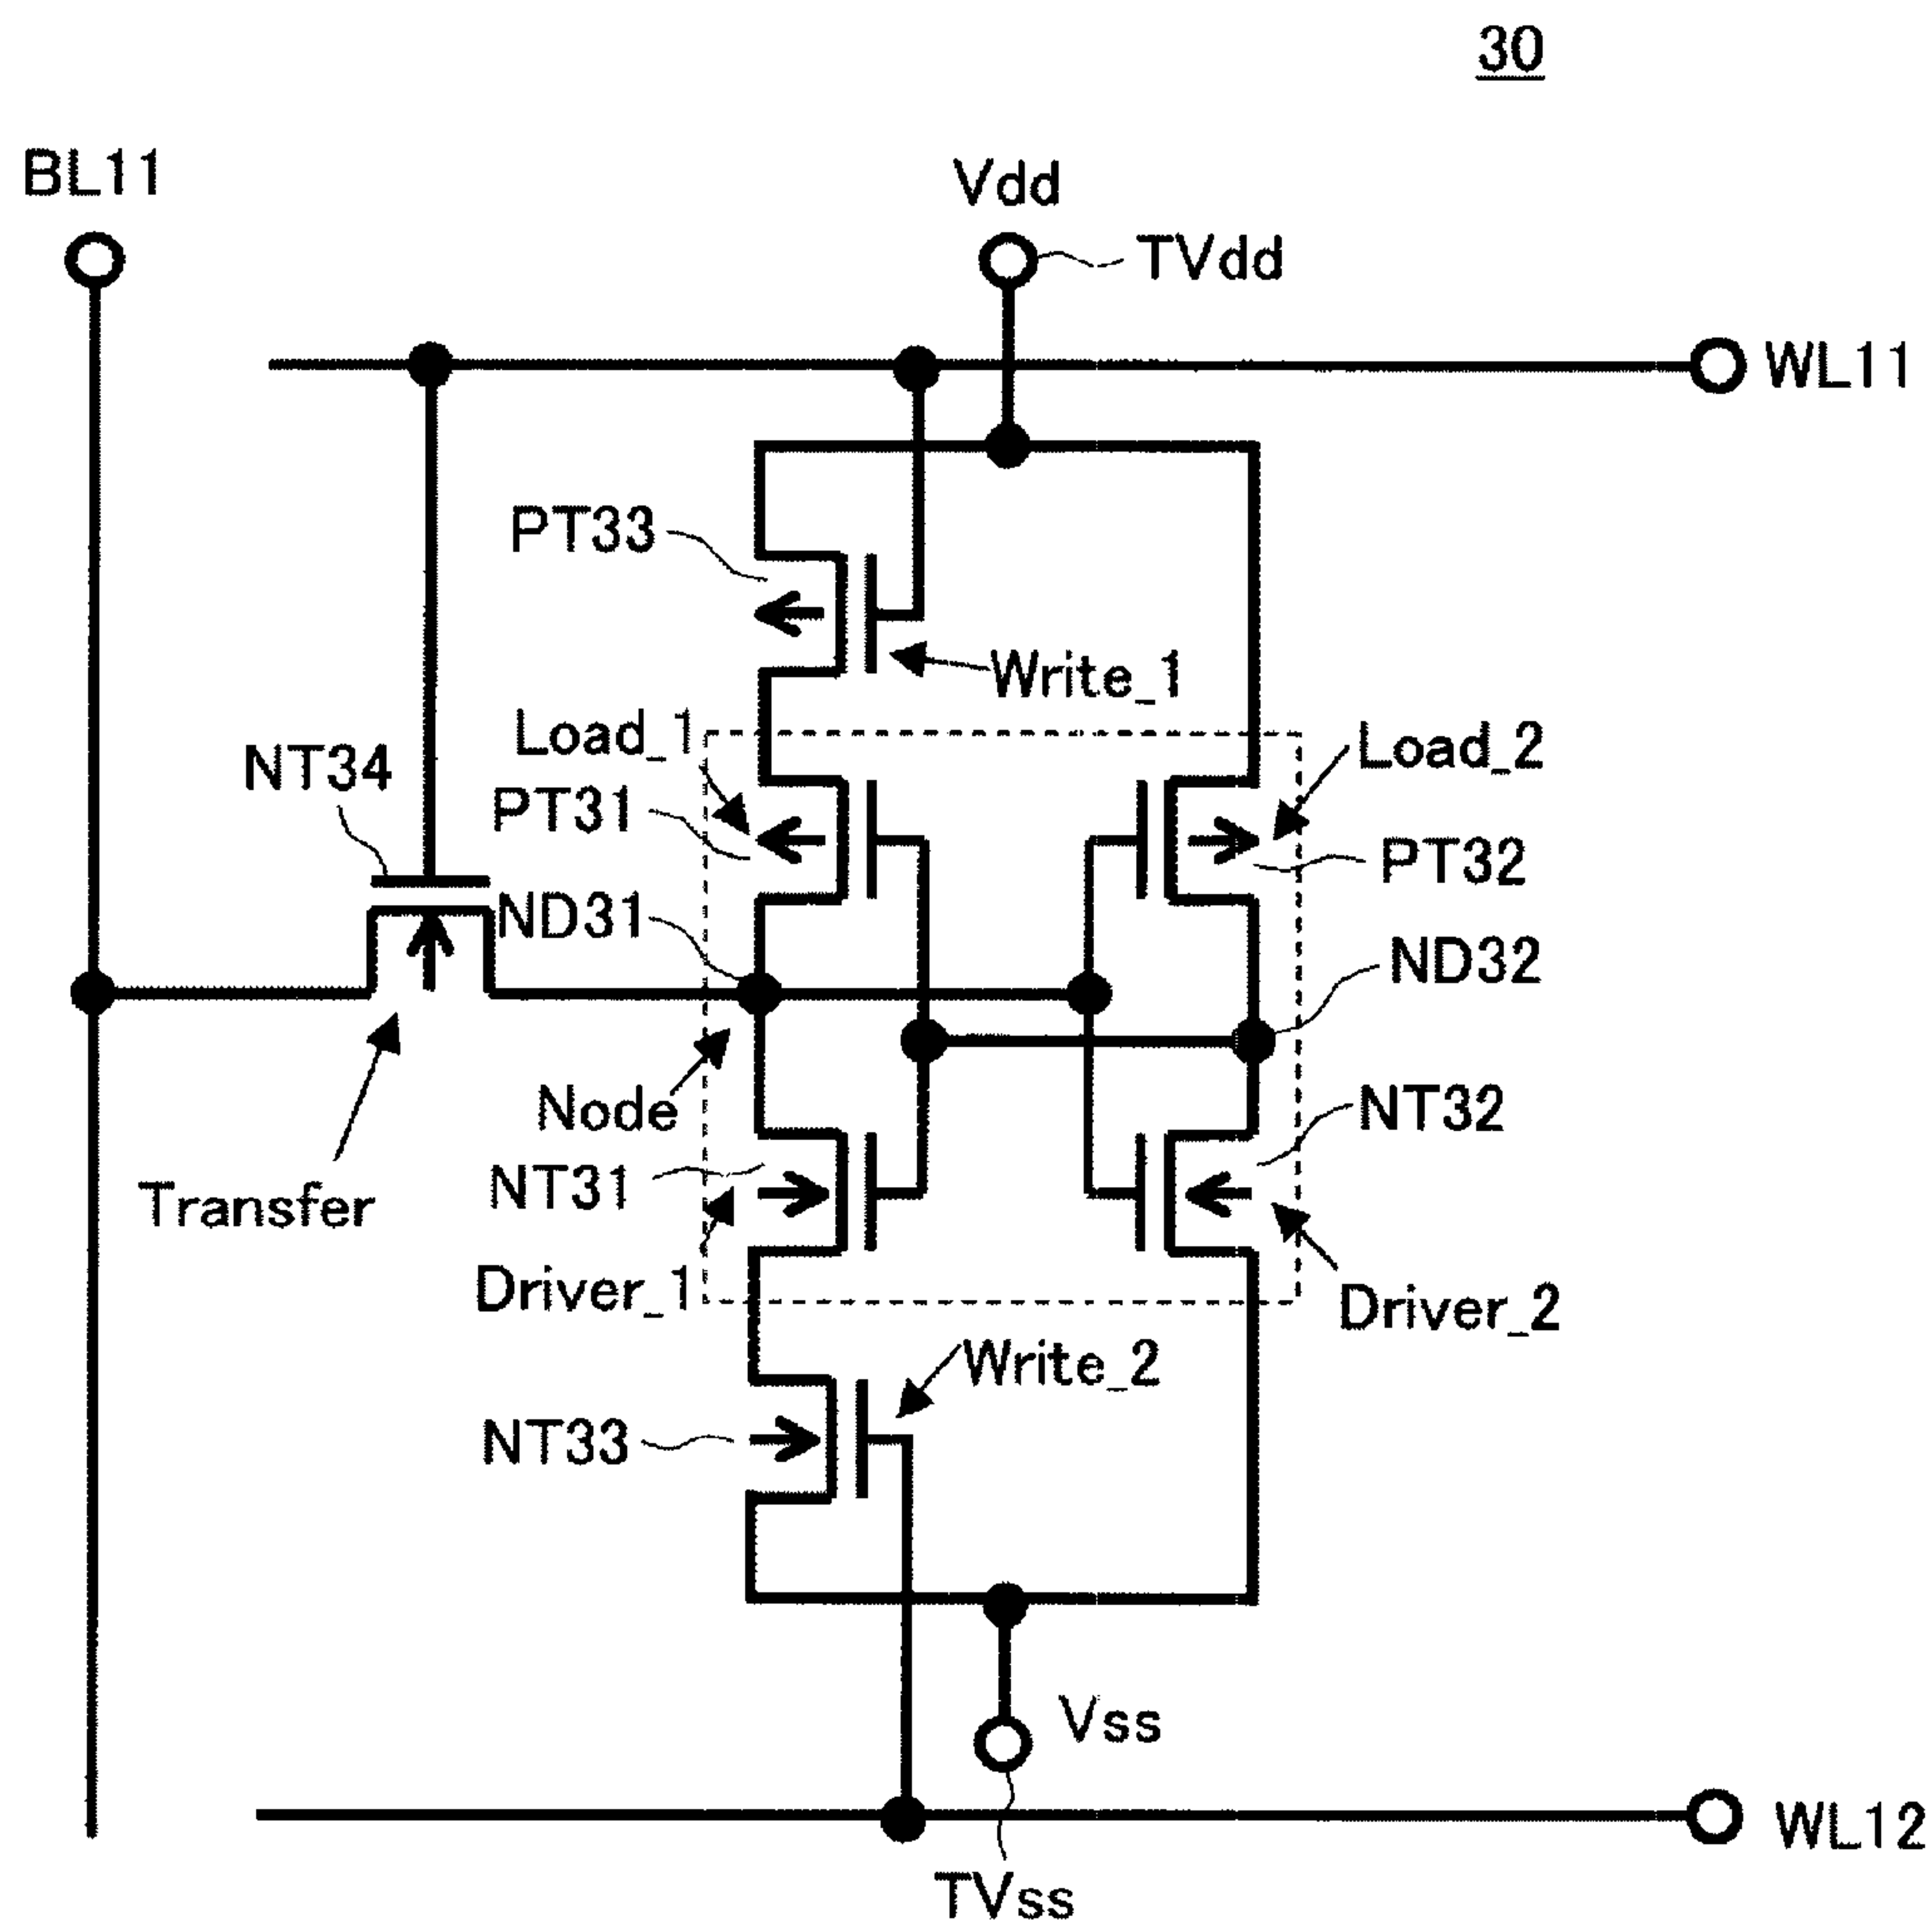 30
BL11
Vdd
TVdd
WL11
PT33
Write_1
Load_1
Load_2
NT34
PT31
PT32
ND31
ND32
Node
NT32
NT31
Transfer
Driver_1
Driver_2
Write_2
NT33
Vss
WL12
TVss